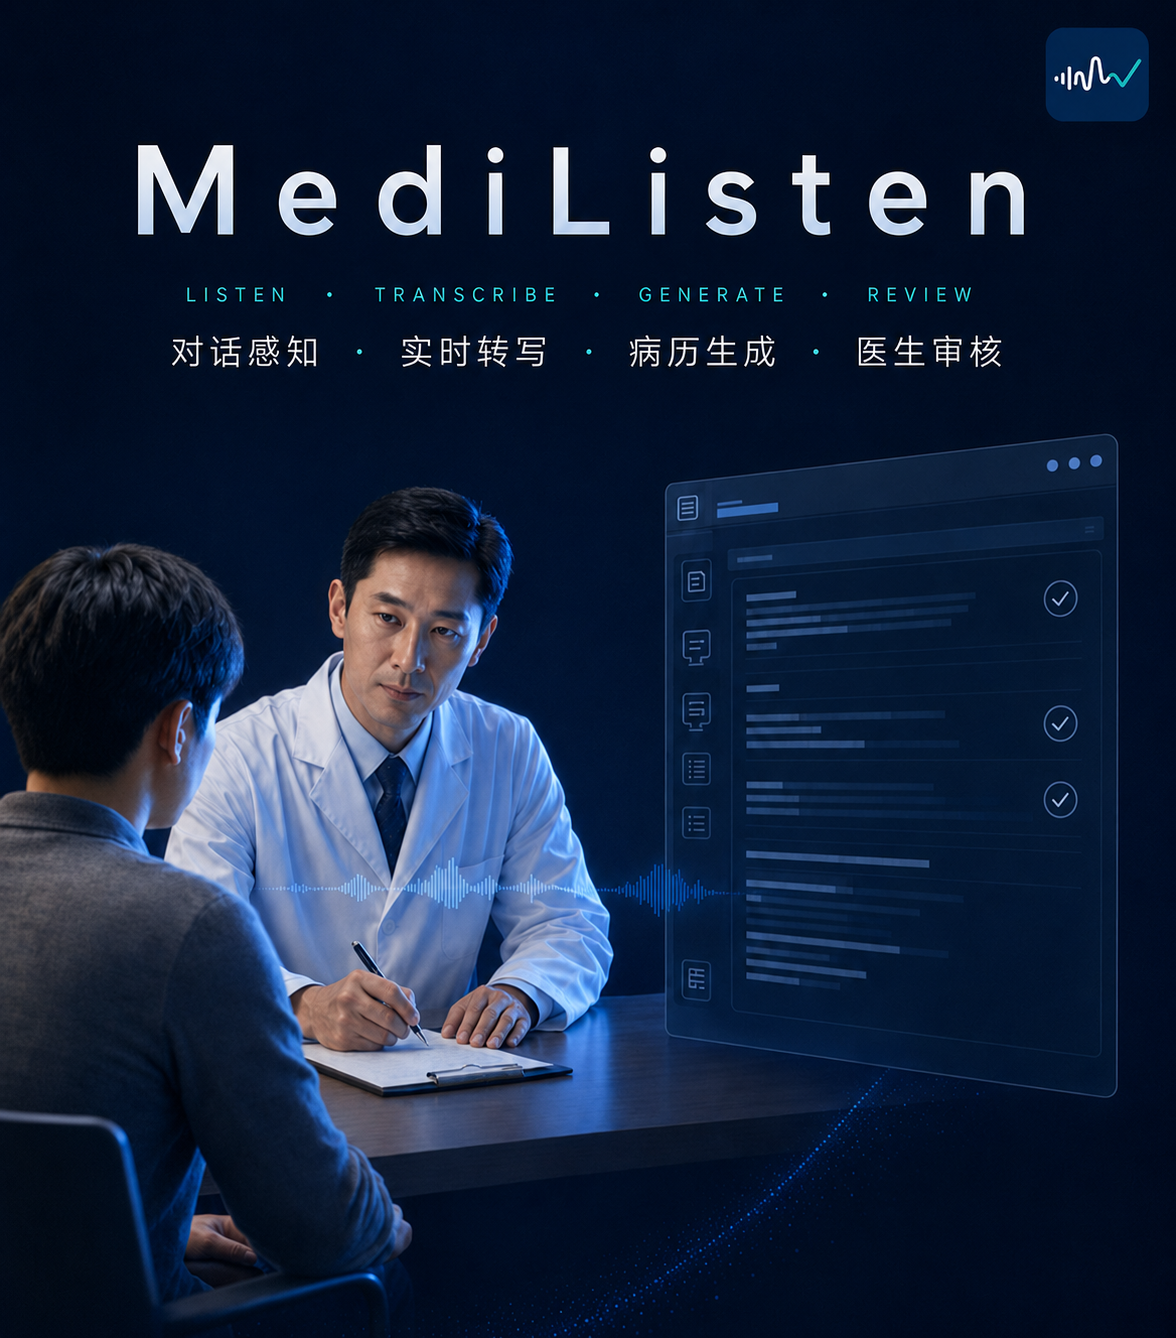 MediListen
LISTEN • TRANSCRIBE • GENERATE • REVIEW
对话感知 • 实时转写 • 病历生成 • 医生审核